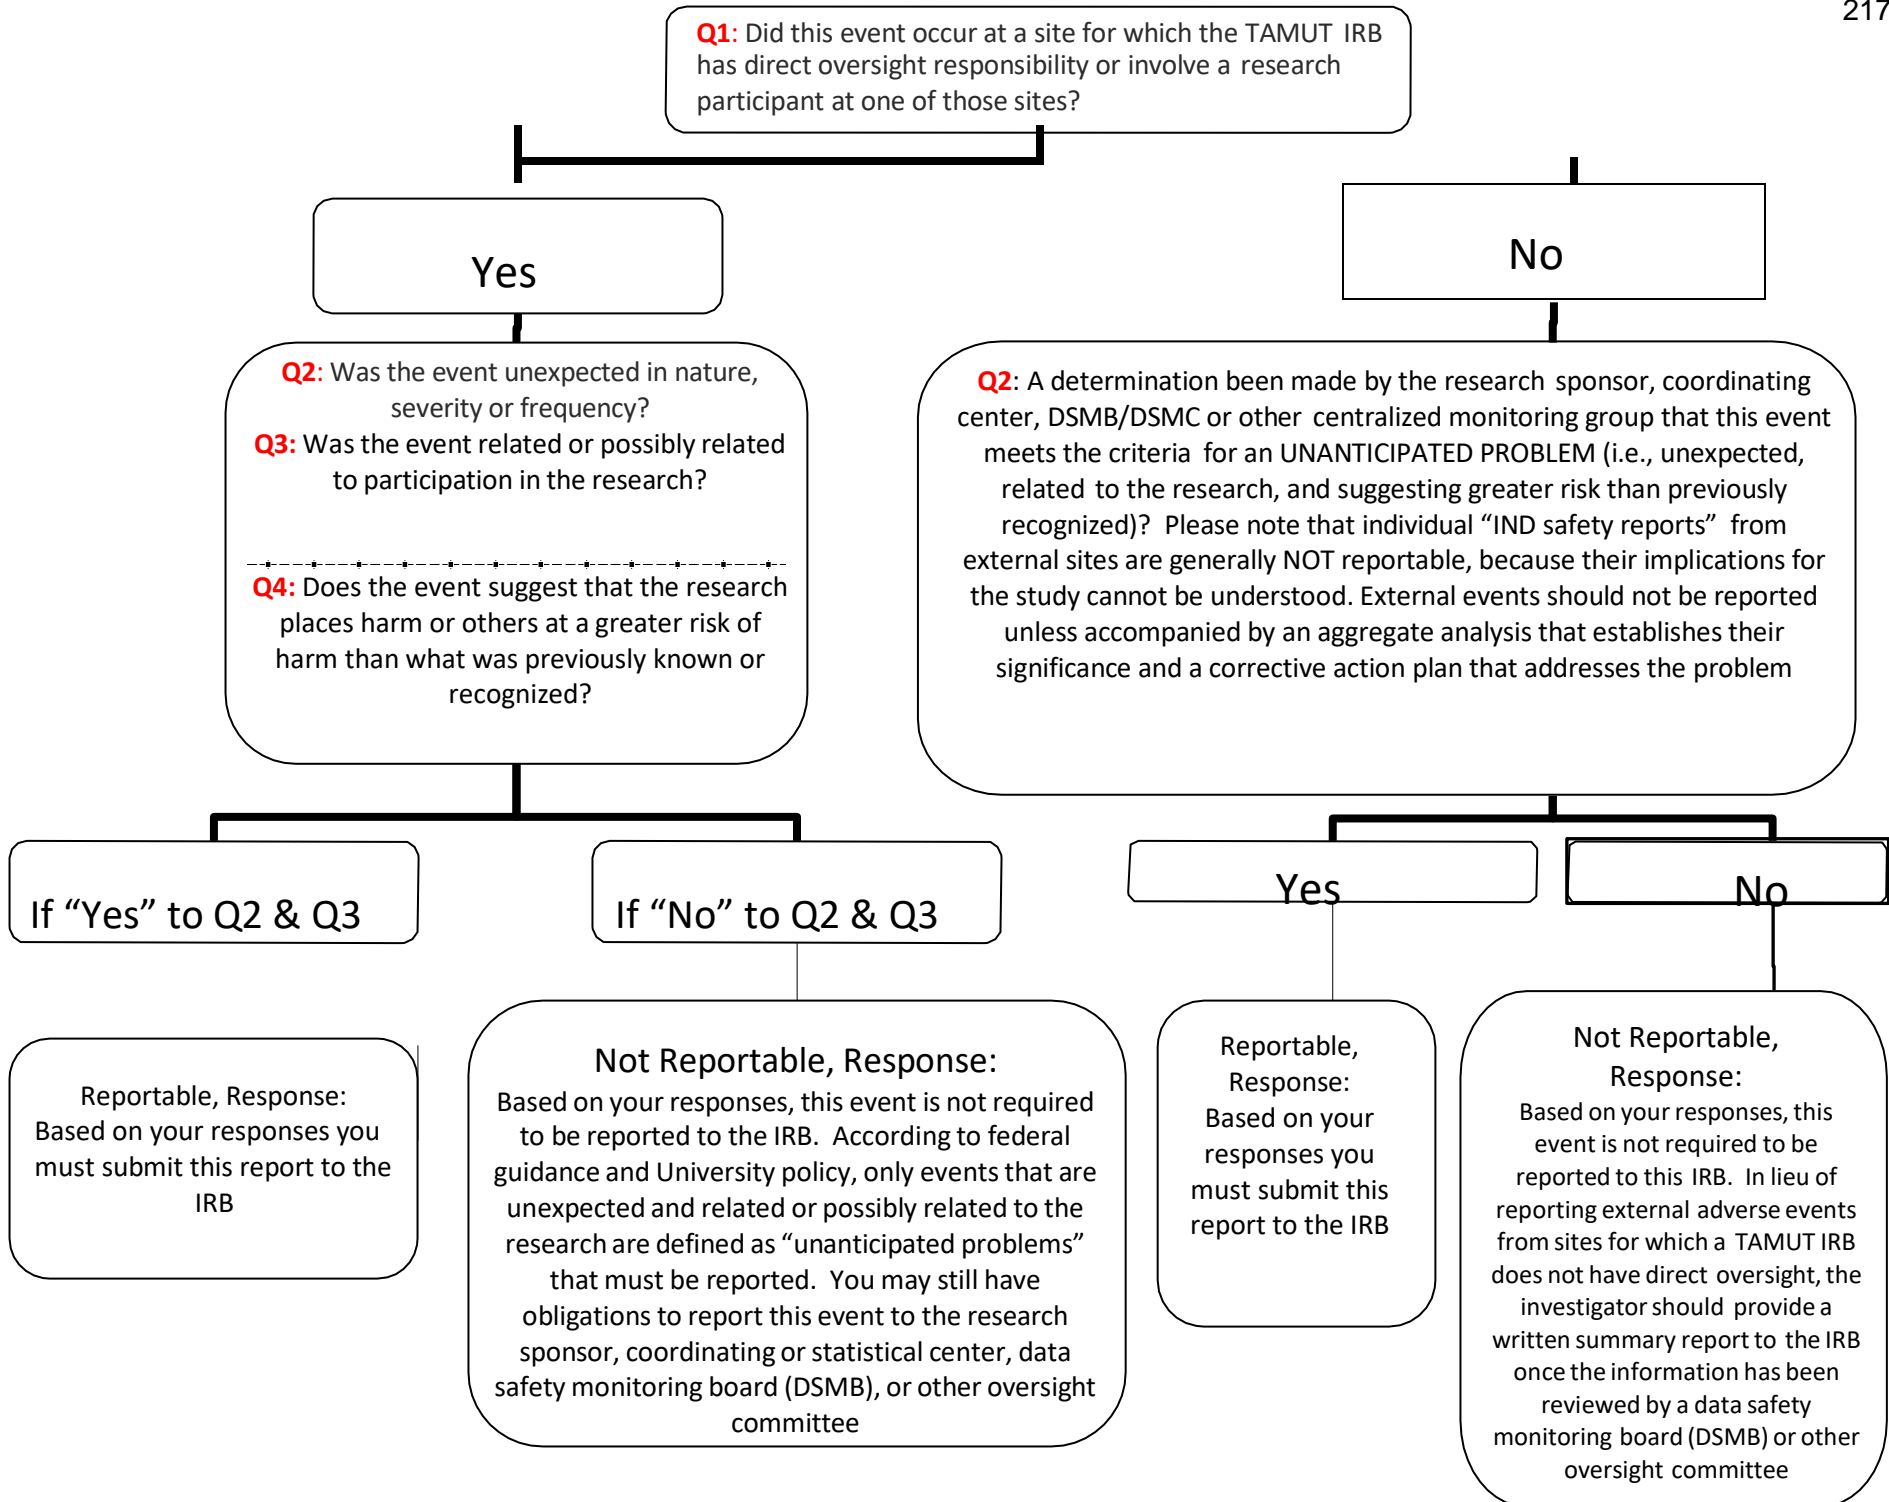 217
Q1: Did this event occur at a site for which the TAMUT IRB
has direct oversight responsibility or involve a research
participant at one of those sites?
Yes
No
Q2: Was the event unexpected in nature,
severity or frequency?
Q3: Was the event related or possibly related
to participation in the research?
Q4: Does the event suggest that the research
places harm or others at a greater risk of
harm than what was previously known or
recognized?
Q2: A determination been made by the research sponsor, coordinating
center, DSMB/DSMC or other centralized monitoring group that this event
meets the criteria for an UNANTICIPATED PROBLEM (i.e., unexpected,
related to the research, and suggesting greater risk than previously
recognized)? Please note that individual “IND safety reports” from
external sites are generally NOT reportable, because their implications for
the study cannot be understood. External events should not be reported
unless accompanied by an aggregate analysis that establishes their
significance and a corrective action plan that addresses the problem
If “Yes” to Q2 & Q3
If “No” to Q2 & Q3
Yes
No
Reportable, Response:
Based on your responses you
must submit this report to the
IRB
Not Reportable, Response:
Based on your responses, this event is not required
to be reported to the IRB. According to federal
guidance and University policy, only events that are
unexpected and related or possibly related to the
research are defined as “unanticipated problems”
that must be reported. You may still have
obligations to report this event to the research
sponsor, coordinating or statistical center, data
safety monitoring board (DSMB), or other oversight
committee
Reportable,
Response:
Based on your
responses you
must submit this
report to the IRB
Not Reportable,
Response:
Based on your responses, this
event is not required to be
reported to this IRB. In lieu of
reporting external adverse events
from sites for which a TAMUT IRB
does not have direct oversight, the
investigator should provide a
written summary report to the IRB
once the information has been
reviewed by a data safety
monitoring board (DSMB) or other
oversight committee